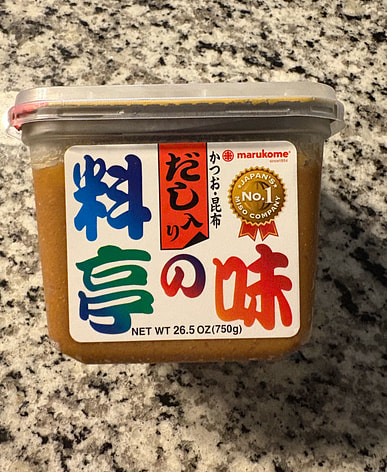 marukome
かつお・昆布
だし入り
JAPAN'S
No.1
MISO COMPANY
料亭の味
NET WT 26.5 OZ(750g)